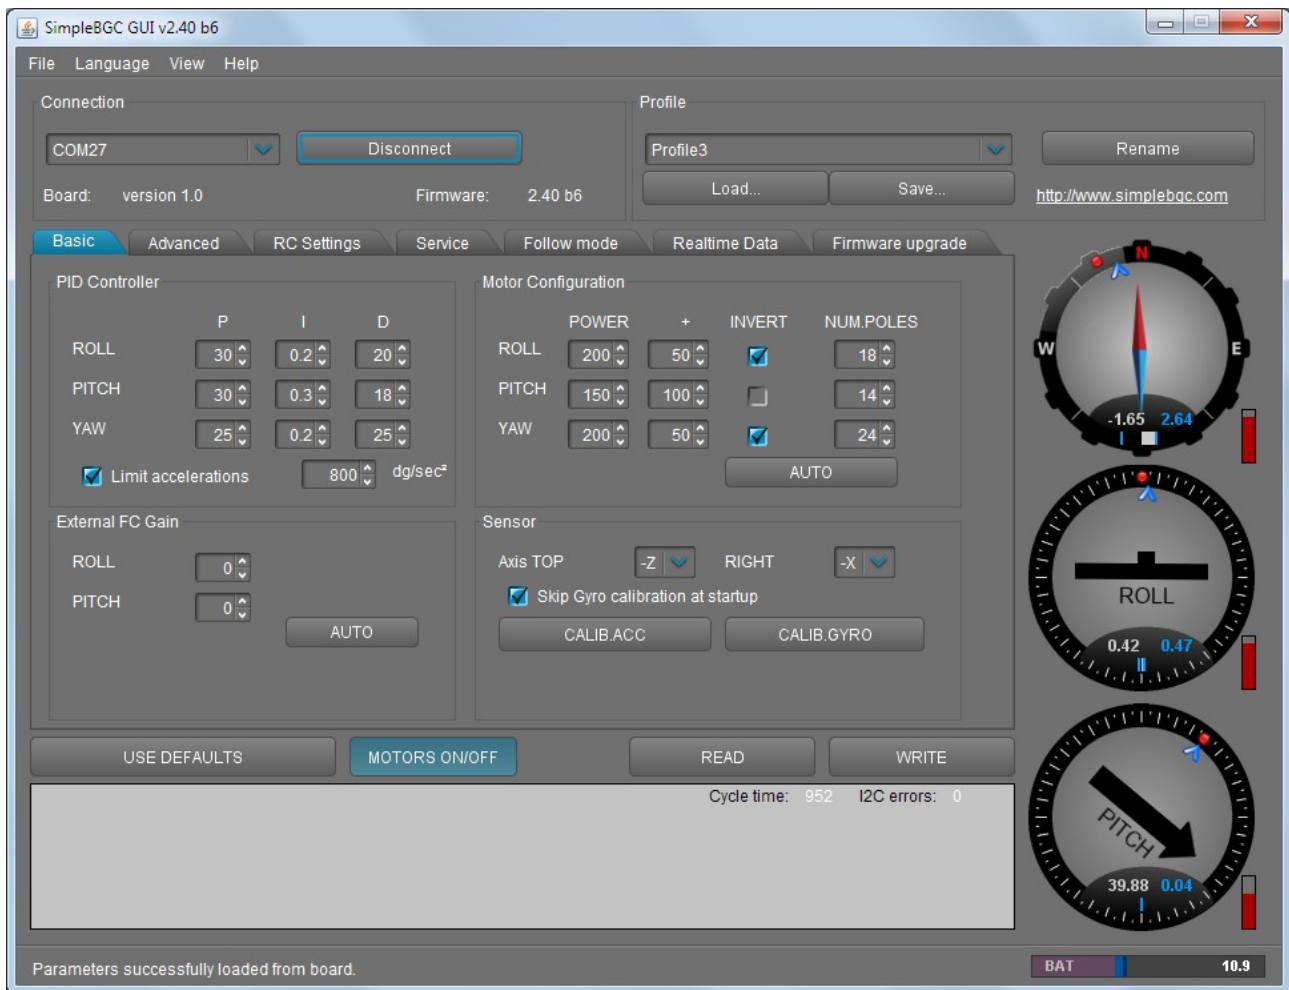 SimpleBGC GUI v2.40 b6
File Language View Help
Connection
Profile
COM27 Disconnect
Profile3 Rename
Load... Save...
Board: version 1.0 Firmware: 2.40 b6
http://www.simplebgc.com
Basic Advanced RC Settings Service Follow mode Realtime Data Firmware upgrade
PID Controller
P I D
ROLL 30 0.2 20
PITCH 30 0.3 18
YAW 25 0.2 25
Limit accelerations 800 dg/sec²
Motor Configuration
POWER + INVERT NUM.POLES
ROLL 200 50 18
PITCH 150 100 14
YAW 200 50 24
AUTO
External FC Gain
ROLL 0
PITCH 0
AUTO
Sensor
Axis TOP -Z RIGHT -X
Skip Gyro calibration at startup
CALIB.ACC CALIB.GYRO
N
W E
-1.65 2.64
ROLL
0.42 0.47
PITCH
39.88 0.04
USE DEFAULTS MOTORS ON/OFF READ WRITE
Cycle time: 952 I2C errors: 0
Parameters successfully loaded from board.
BAT 10.9